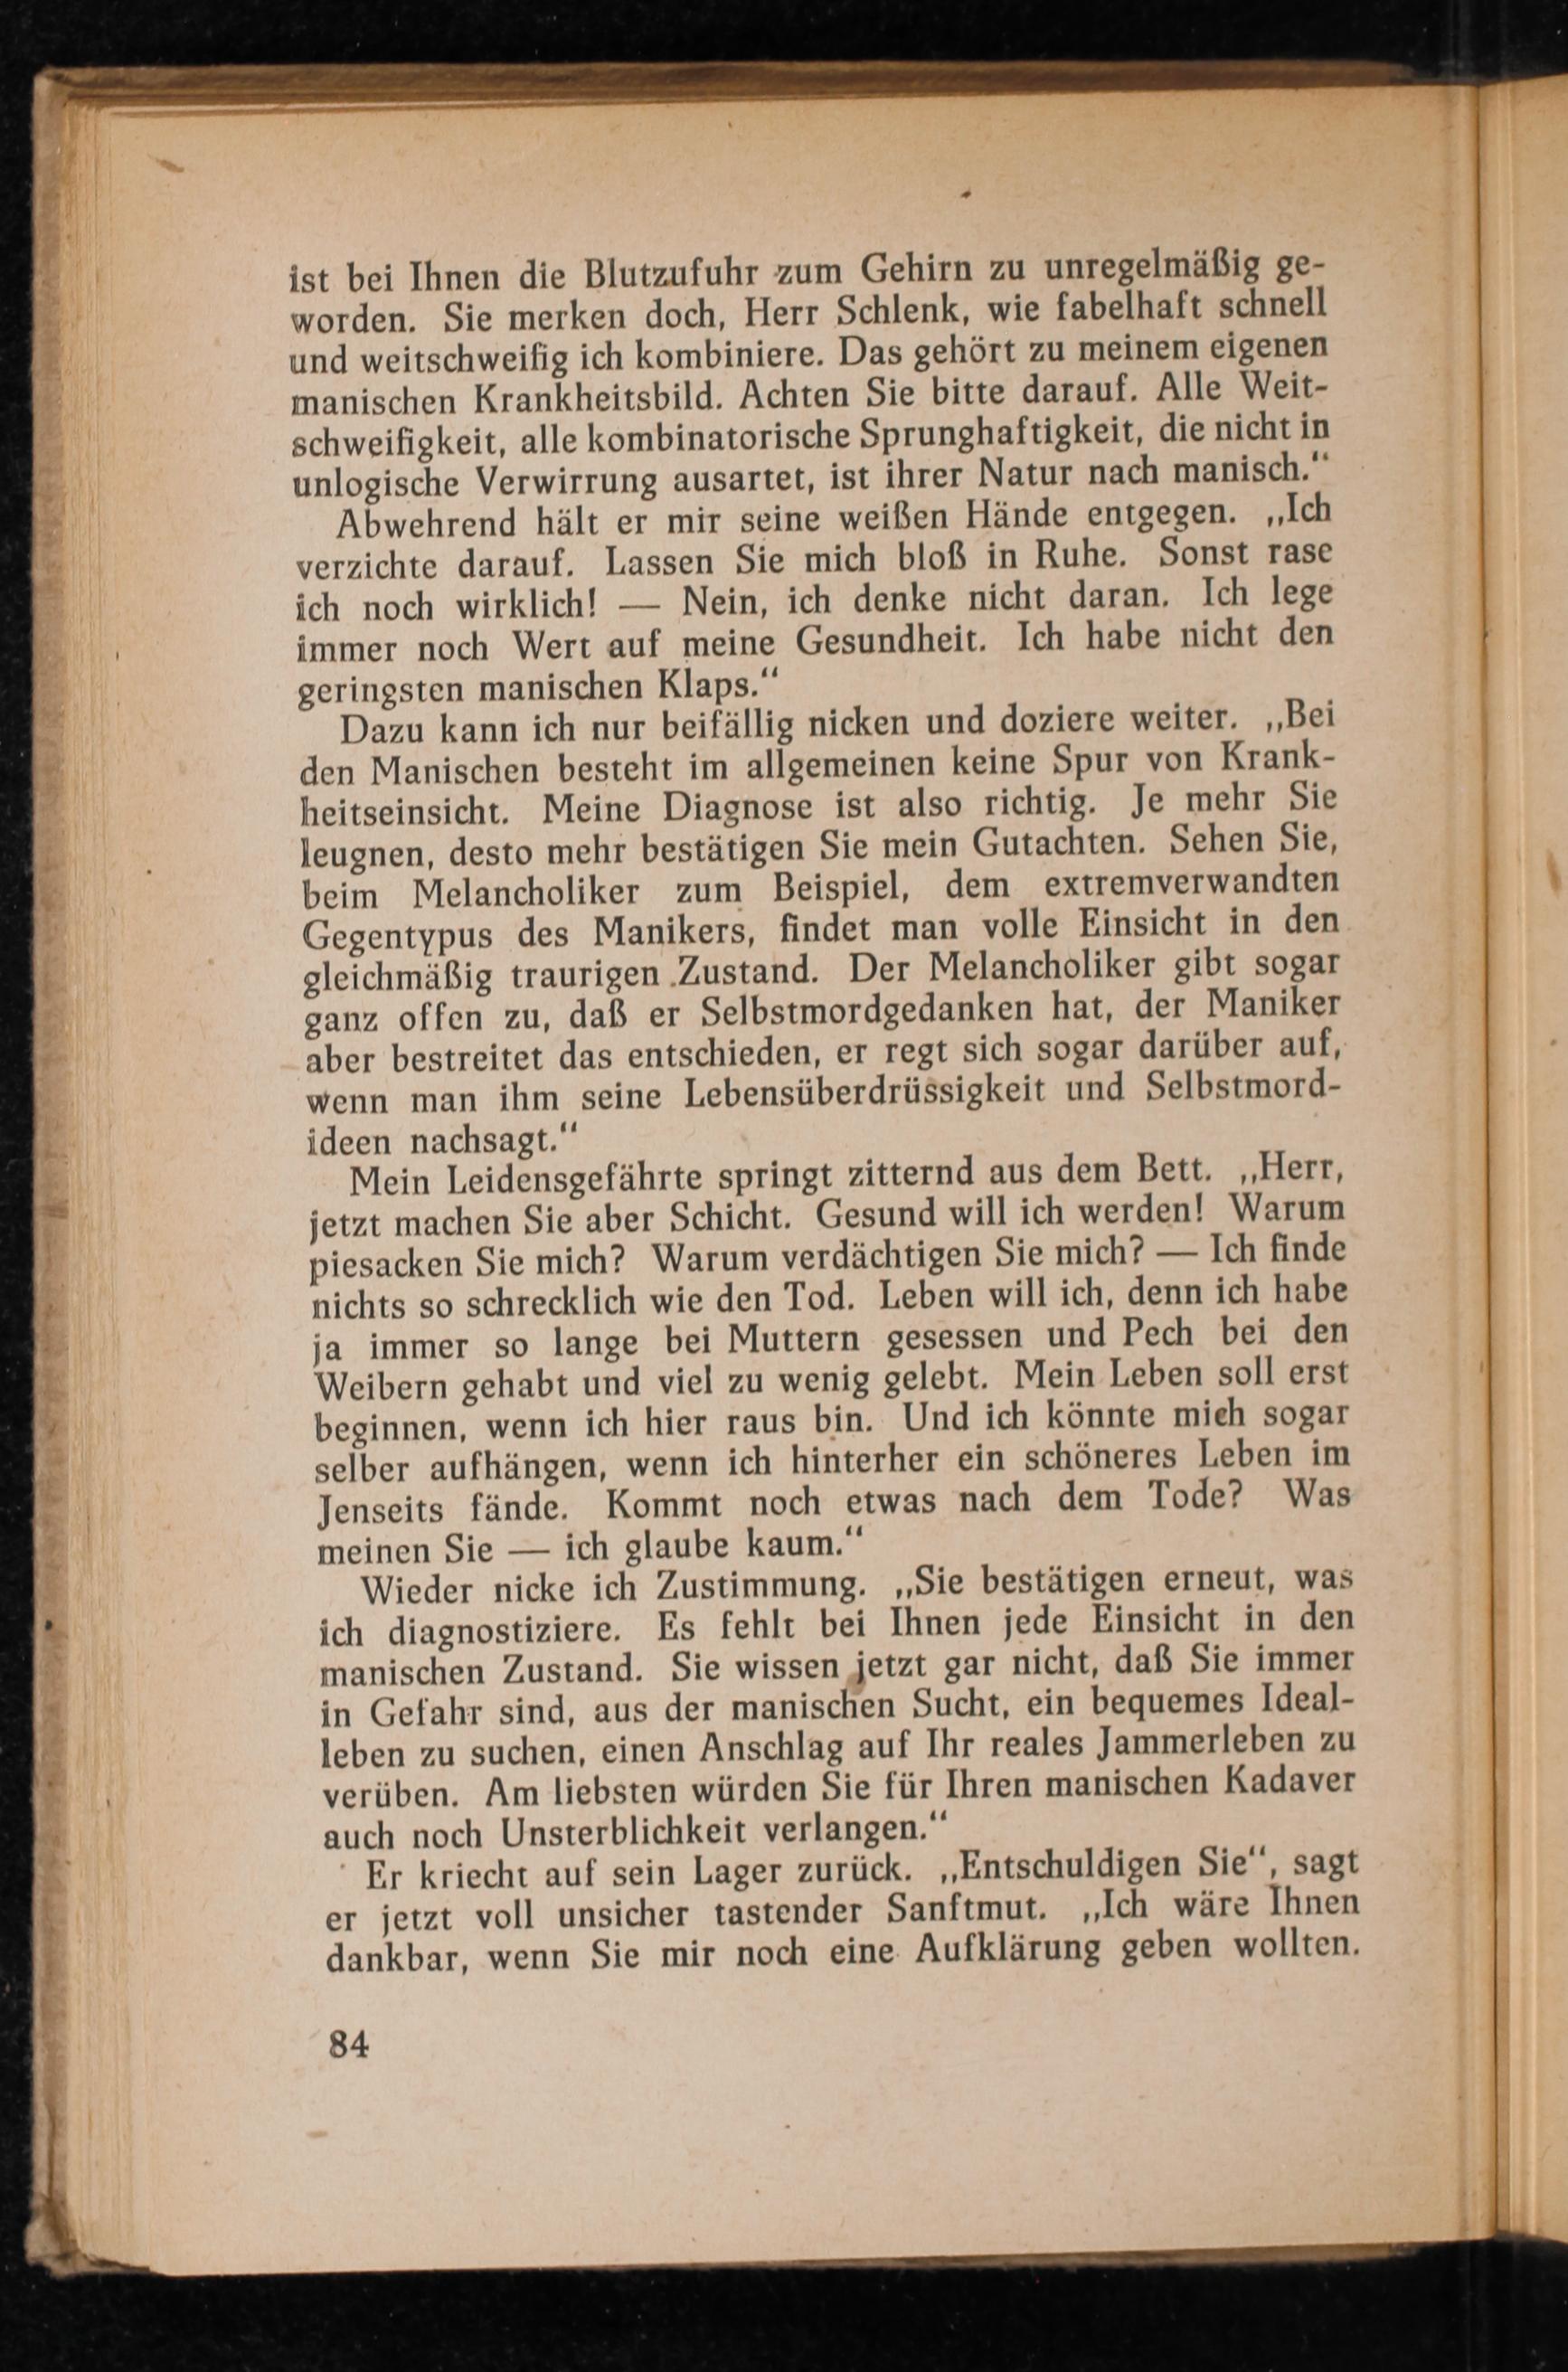 ist bei Ihnen die Blutzufuhr zum Gehirn zu unregelmäßig ge-
worden. Sie merken doch, Herr Schlenk, wie fabelhaft schnell
und weitschweifig ich kombiniere. Das gehört zu meinem eigenen
manischen Krankheitsbild. Achten Sie bitte darauf. Alle Weit-
schweifigkeit, alle kombinatorische Sprunghaftigkeit, die nicht in
unlogische Verwirrung ausartet, ist ihrer Natur nach manisch.“
Abwehrend hält er mir seine weißen Hände entgegen. „Ich
verzichte darauf. Lassen Sie mich bloß in Ruhe. Sonst rase
ich noch wirklich! — Nein, ich denke nicht daran. Ich lege
immer noch Wert auf meine Gesundheit. Ich habe nicht den
geringsten manischen Klaps.“
Dazu kann ich nur beifällig nicken und doziere weiter. „Bei
den Manischen besteht im allgemeinen keine Spur von Krank-
heitseinsicht. Meine Diagnose ist also richtig. Je mehr Sie
leugnen, desto mehr bestätigen Sie mein Gutachten. Sehen Sie,
beim Melancholiker zum Beispiel, dem extremverwandten
Gegentypus des Manikers, findet man volle Einsicht in den
gleichmäßig traurigen Zustand. Der Melancholiker gibt sogar
ganz offen zu, daß er Selbstmordgedanken hat, der Maniker
aber bestreitet das entschieden, er regt sich sogar darüber auf,
wenn man ihm seine Lebensüberdrüssigkeit und Selbstmord-
ideen nachsagt.“
Mein Leidensgefährte springt zitternd aus dem Bett. „Herr,
jetzt machen Sie aber Schicht. Gesund will ich werden! Warum
piesacken Sie mich? Warum verdächtigen Sie mich? — Ich finde
nichts so schrecklich wie den Tod. Leben will ich, denn ich habe
ja immer so lange bei Muttern gesessen und Pech bei den
Weibern gehabt und viel zu wenig gelebt. Mein Leben soll erst
beginnen, wenn ich hier raus bin. Und ich könnte mich sogar
selber aufhängen, wenn ich hinterher ein schöneres Leben im
Jenseits fände. Kommt noch etwas nach dem Tode? Was
meinen Sie — ich glaube kaum.“
Wieder nicke ich Zustimmung. „Sie bestätigen erneut, was
ich diagnostiziere. Es fehlt bei Ihnen jede Einsicht in den
manischen Zustand. Sie wissen jetzt gar nicht, daß Sie immer
in Gefahr sind, aus der manischen Sucht, ein bequemes Ideal-
leben zu suchen, einen Anschlag auf Ihr reales Jammerleben zu
verüben. Am liebsten würden Sie für Ihren manischen Kadaver
auch noch Unsterblichkeit verlangen.“
Er kriecht auf sein Lager zurück. „Entschuldigen Sie“, sagt
er jetzt voll unsicher tastender Sanftmut. „Ich wäre Ihnen
dankbar, wenn Sie mir noch eine Aufklärung geben wollten.
84